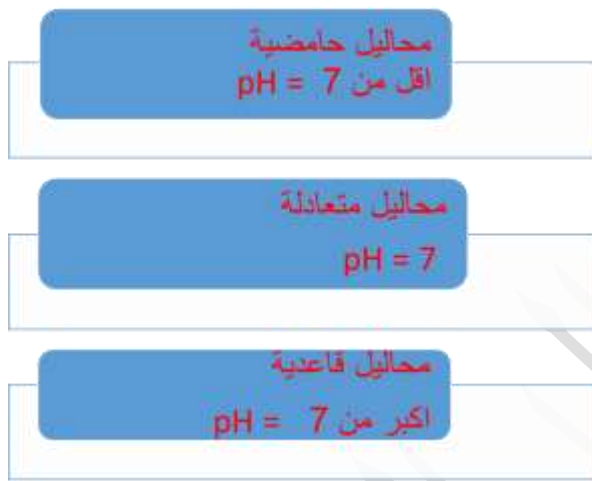 محاليل حامضية
اقل من 7 = pH
محاليل متعادلة
pH = 7
محاليل قاعدية
اكبر من 7 = pH